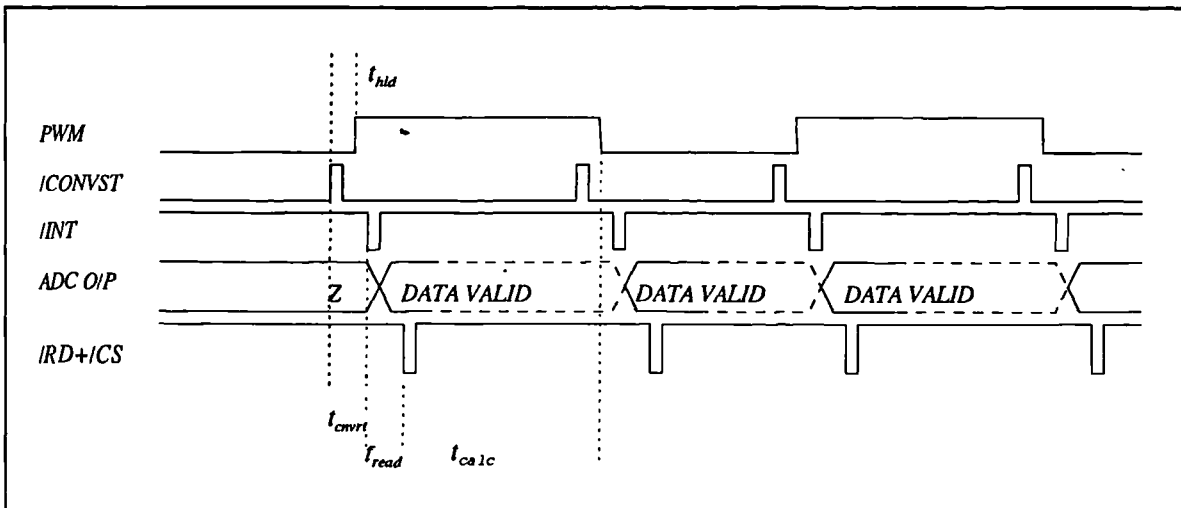 t_hld
PWM
/CONVST
/INT
ADC O/P
Z DATA VALID DATA VALID DATA VALID
/RD+/CS
t_cnvrt
t_read t_calc